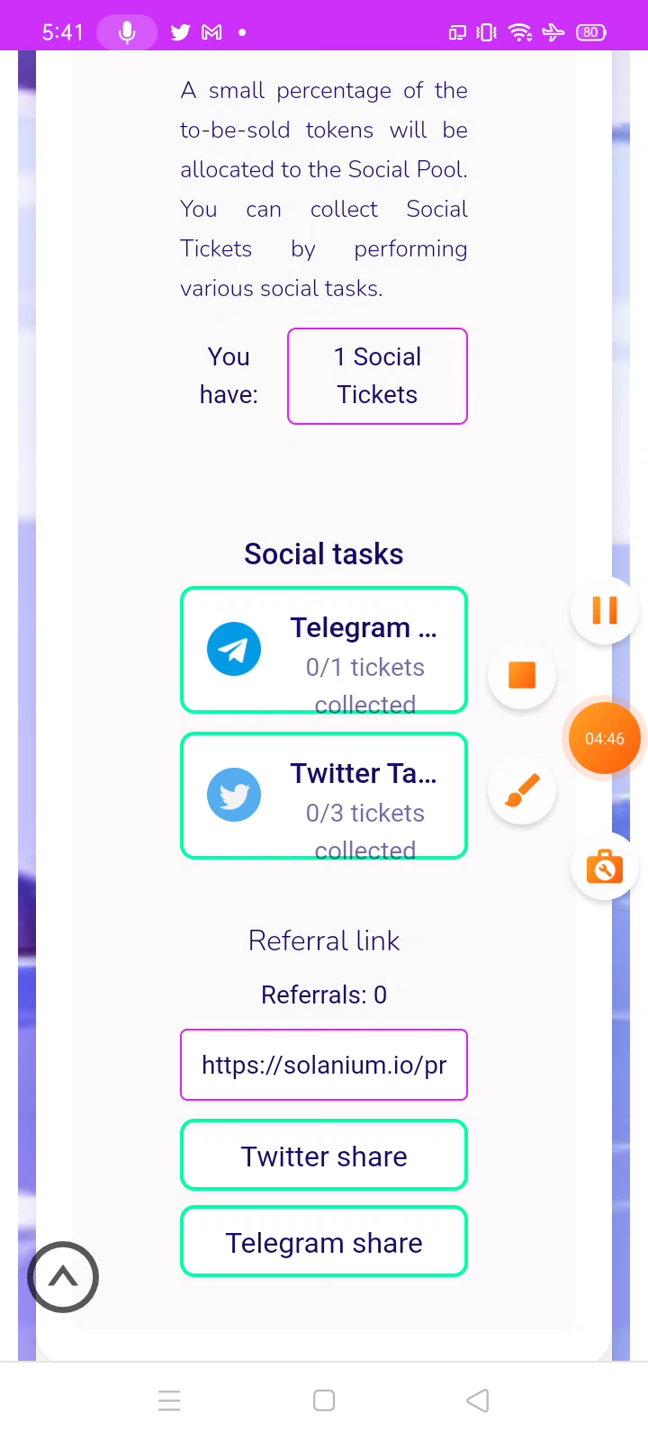 5:41
80
A small percentage of the
to-be-sold tokens will be
allocated to the Social Pool.
You can collect Social
Tickets by performing
various social tasks.
You
have:
1 Social
Tickets
Social tasks
Telegram ...
0/1 tickets
collected
04:46
Twitter Ta...
0/3 tickets
collected
Referral link
Referrals: 0
https://solanium.io/pr
Twitter share
Telegram share